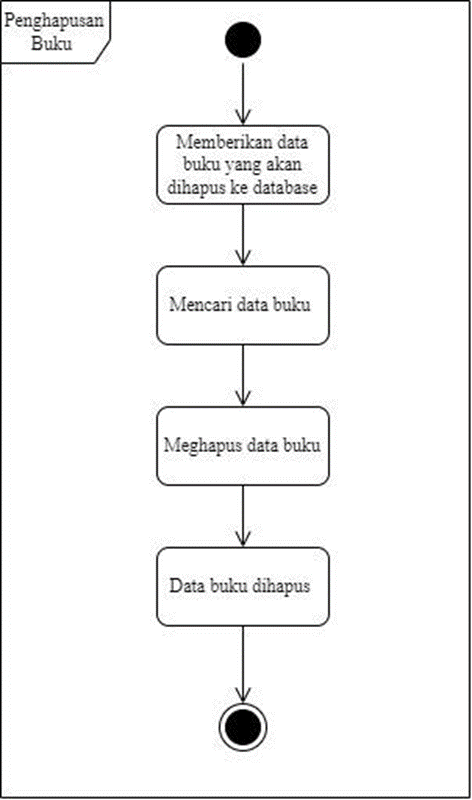 Penghapusan
Buku
Memberikan data
buku yang akan
dihapus ke database
Mencari data buku
Meghapus data buku
Data buku dihapus